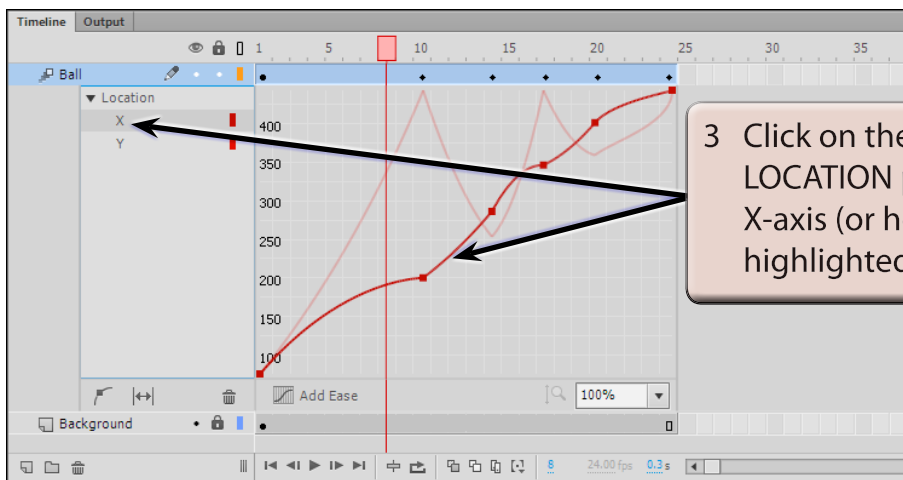 Timeline Output
1 5 10 15 20 25 30 35
Ball
Location
X
Y
400
350
300
250
200
150
100
3 Click on the
LOCATION
X-axis (or h
highlighted
Add Ease 100%
Background
8 24.00 fps 0.3 s